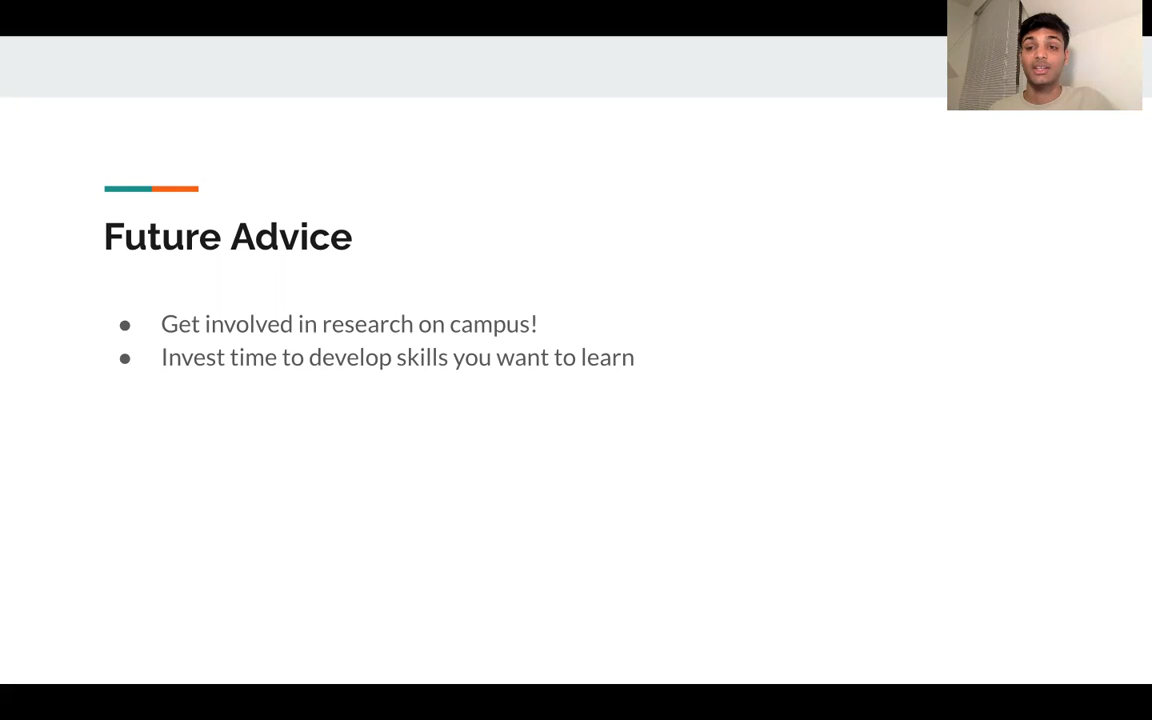 Future Advice
● Get involved in research on campus!
● Invest time to develop skills you want to learn